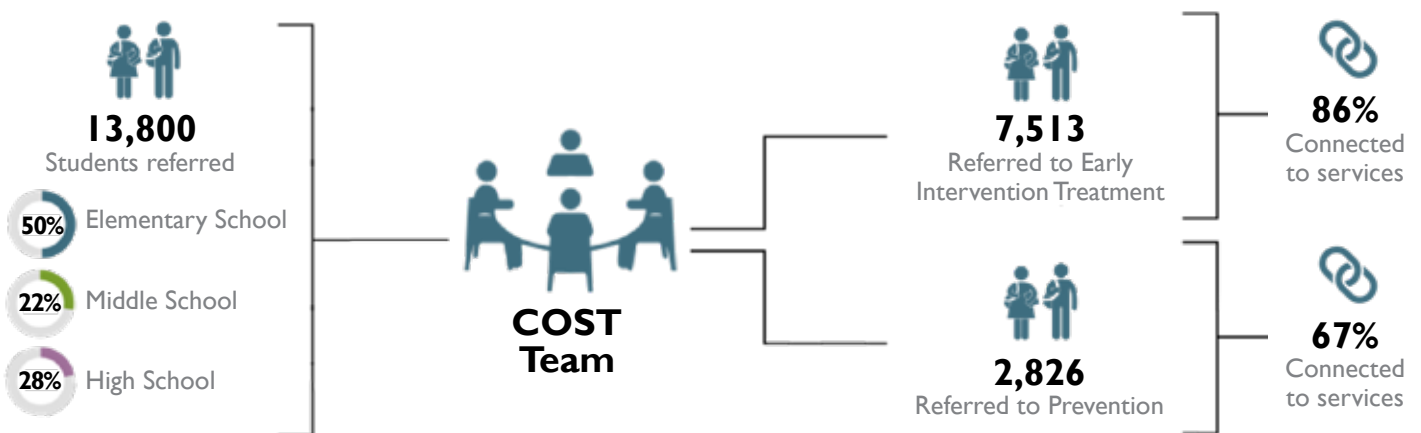 13,800
Students referred
50%
Elementary School
22%
Middle School
28%
High School
COST
Team
7,513
Referred to Early
Intervention Treatment
86%
Connected
to services
2,826
Referred to Prevention
67%
Connected
to services